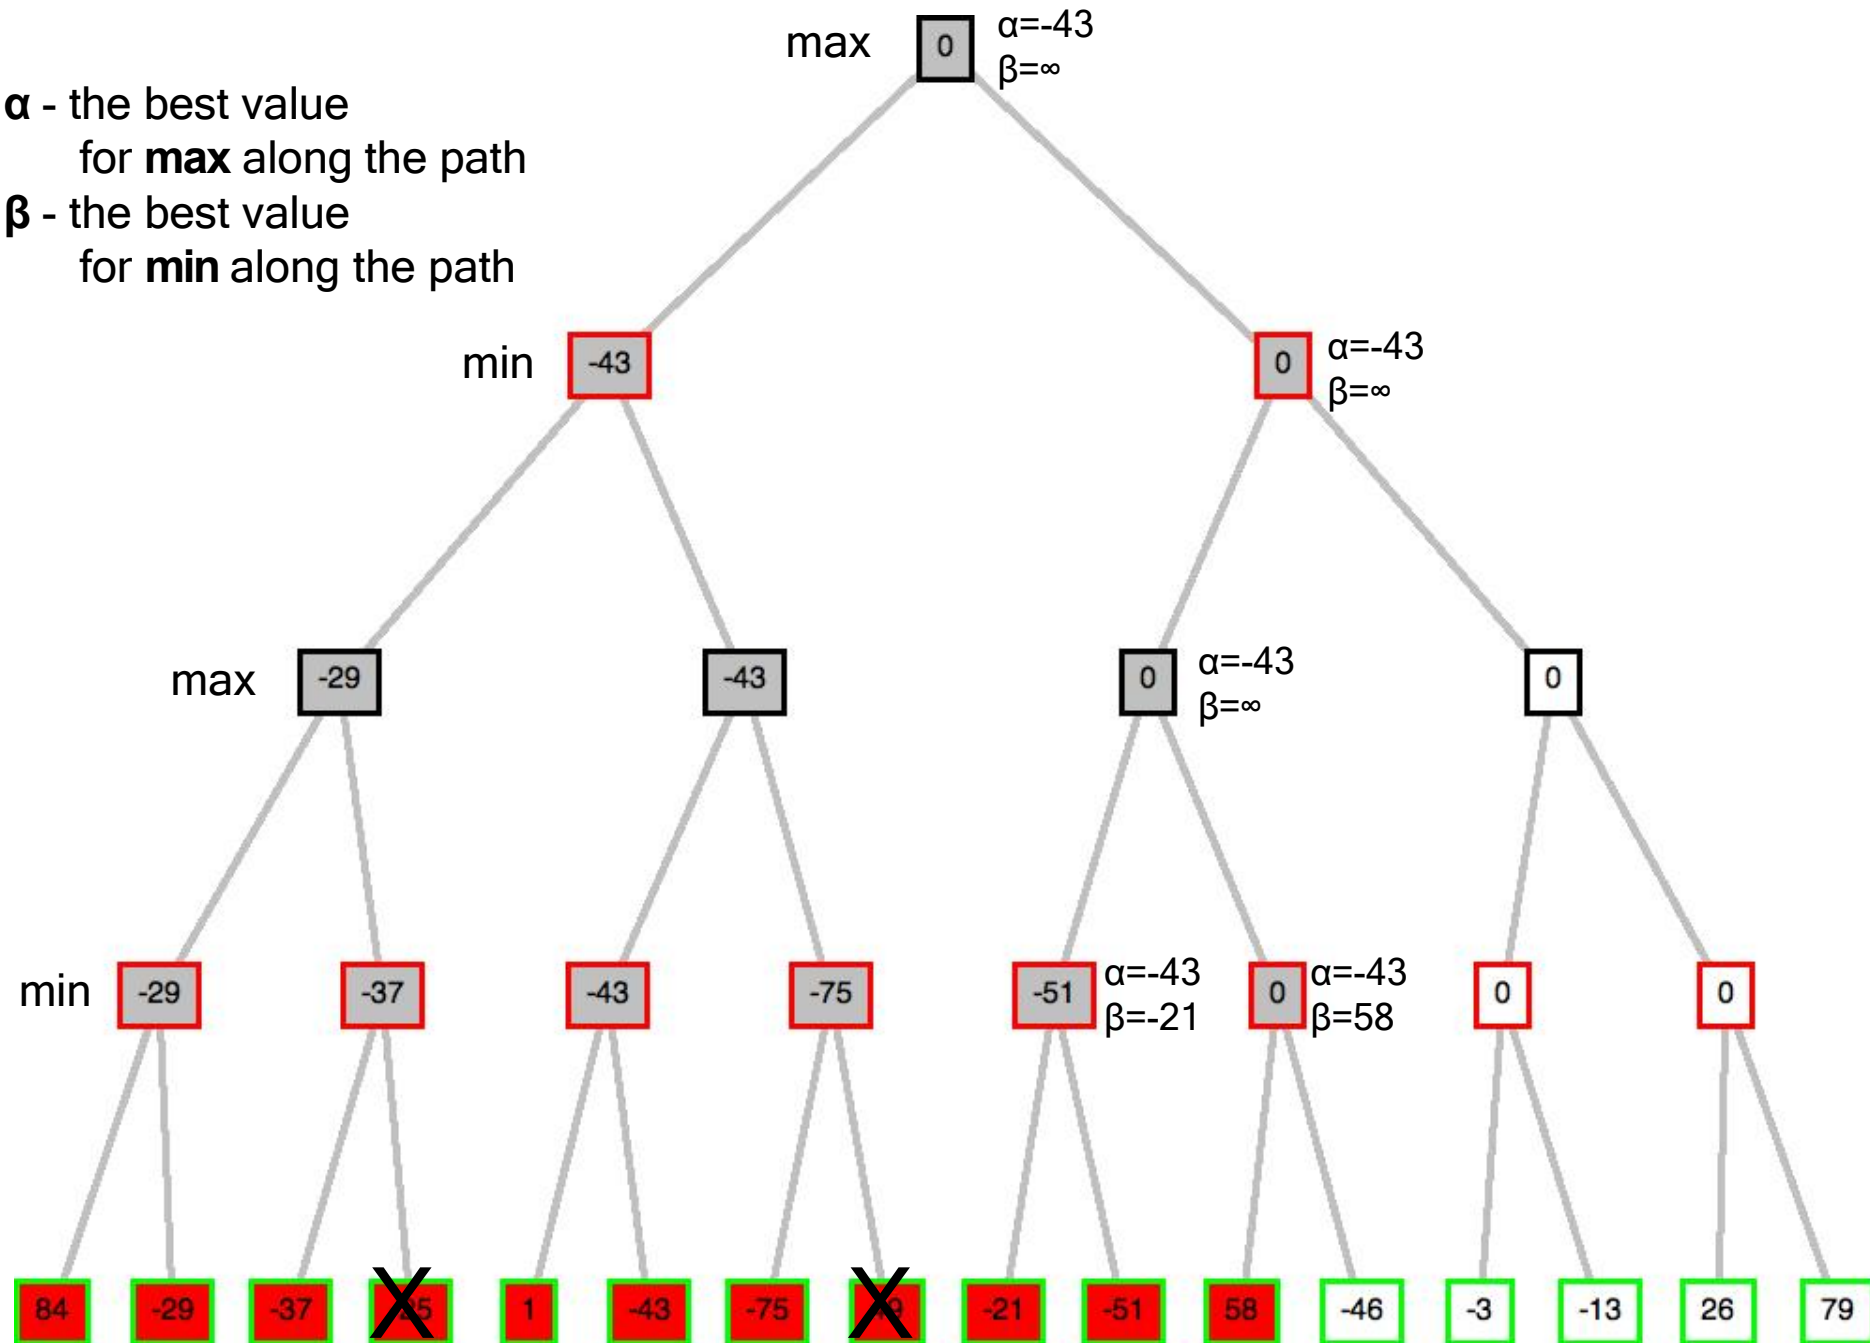 max
0
α=-43
β=∞
α - the best value
for max along the path
β - the best value
for min along the path
min
-43
0
α=-43
β=∞
max
-29
-43
0
α=-43
β=∞
0
min
-29
-37
-43
-75
-51
α=-43
β=-21
0
α=-43
β=58
0
0
84
-29
-37
X
1
-43
-75
X
-21
-51
58
-46
-3
-13
26
79